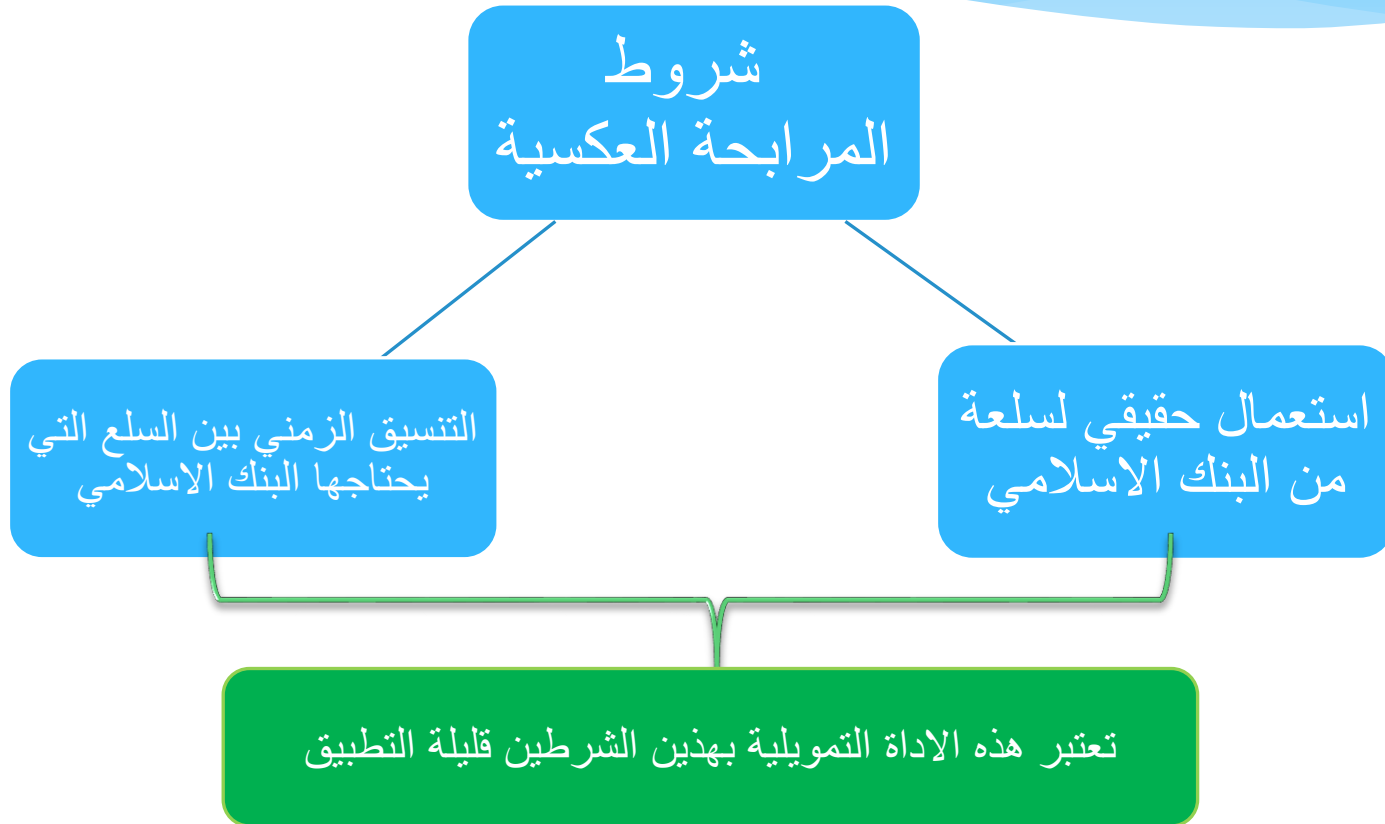 شروط
المرابحة العكسية
استعمال حقيقي لسلعة
من البنك الاسلامي
التنسيق الزمني بين السلع التي
يحتاجها البنك الاسلامي
تعتبر هذه الاداة التمويلية بهذين الشرطين قليلة التطبيق